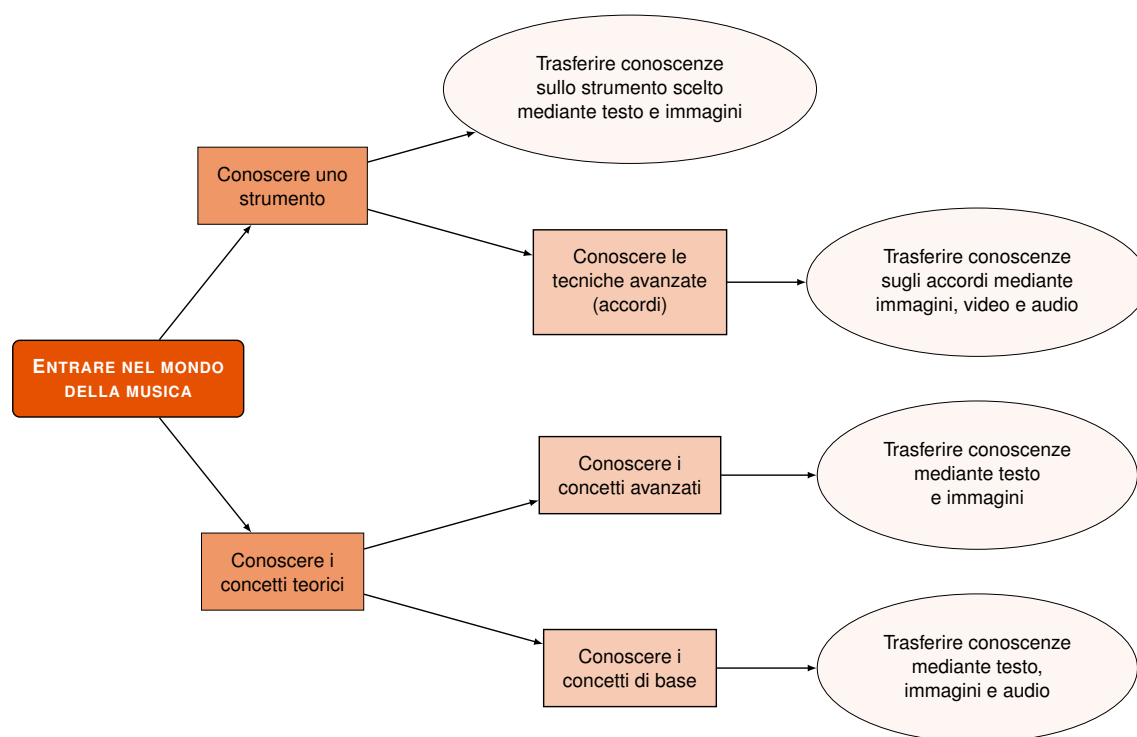 Trasferire conoscenze
sullo strumento scelto
mediante testo e immagini
Conoscere uno
strumento
Conoscere le
tecniche avanzate
(accordi)
Trasferire conoscenze
sugli accordi mediante
immagini, video e audio
ENTRARE NEL MONDO
DELLA MUSICA
Conoscere i
concetti avanzati
Trasferire conoscenze
mediante testo
e immagini
Conoscere i
concetti teorici
Conoscere i
concetti di base
Trasferire conoscenze
mediante testo,
immagini e audio